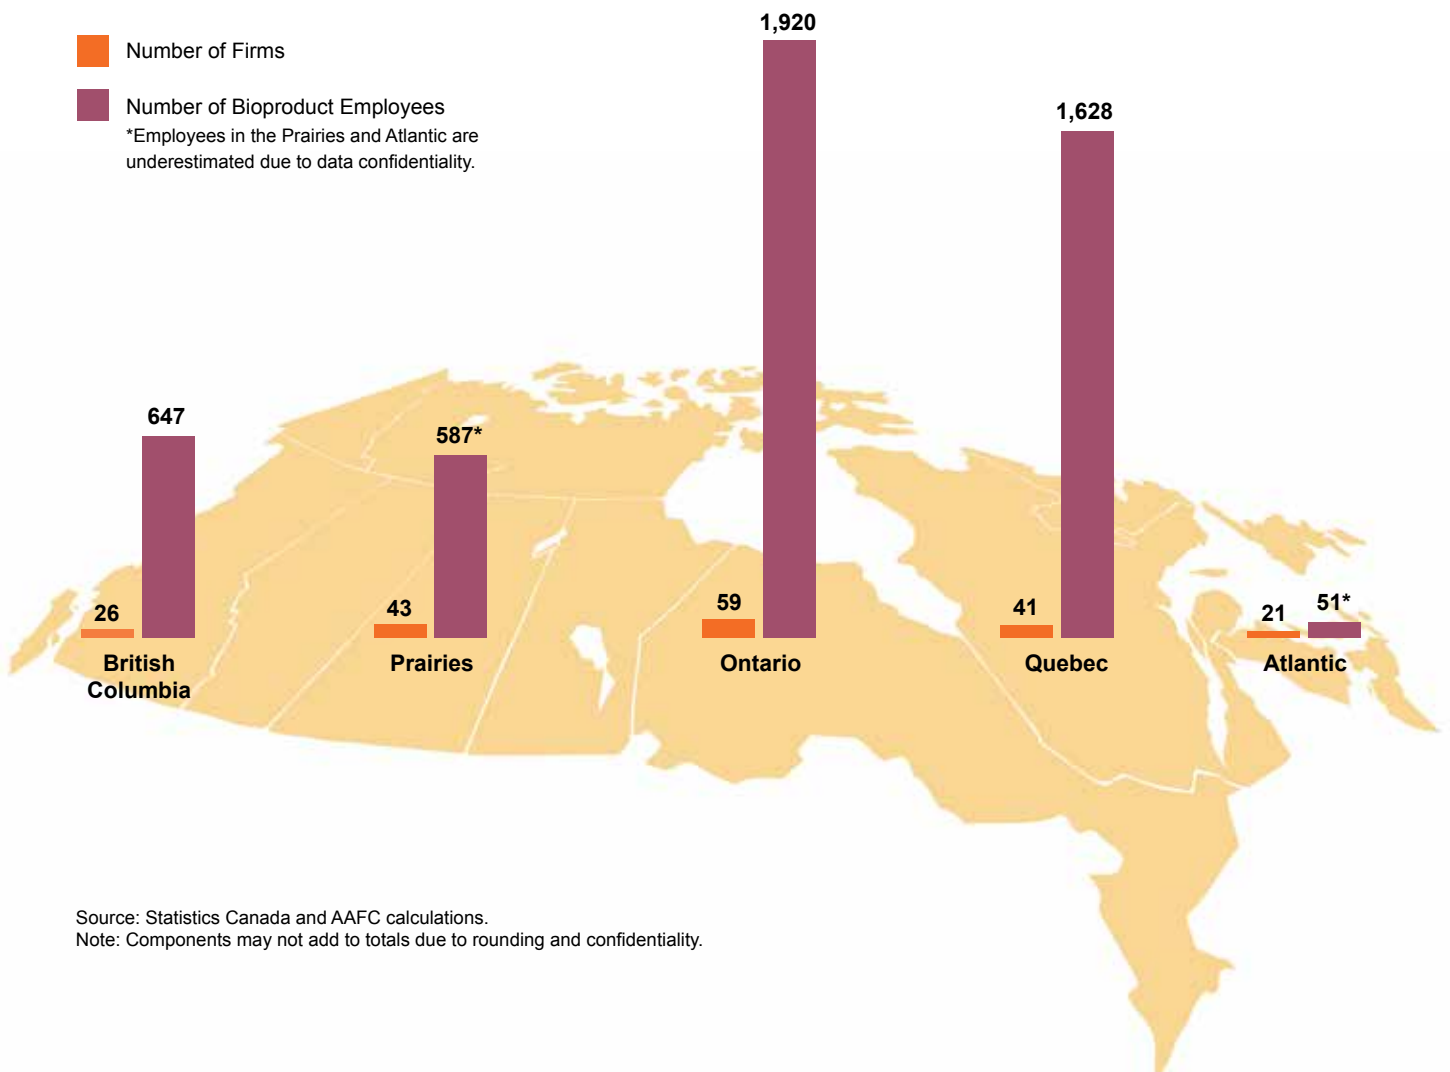 Number of Firms
Number of Bioproduct Employees
*Employees in the Prairies and Atlantic are
underestimated due to data confidentiality.
1,920
1,628
647
587*
26
43
59
41
21
51*
British
Columbia
Prairies
Ontario
Quebec
Atlantic
Source: Statistics Canada and AAFC calculations.
Note: Components may not add to totals due to rounding and confidentiality.